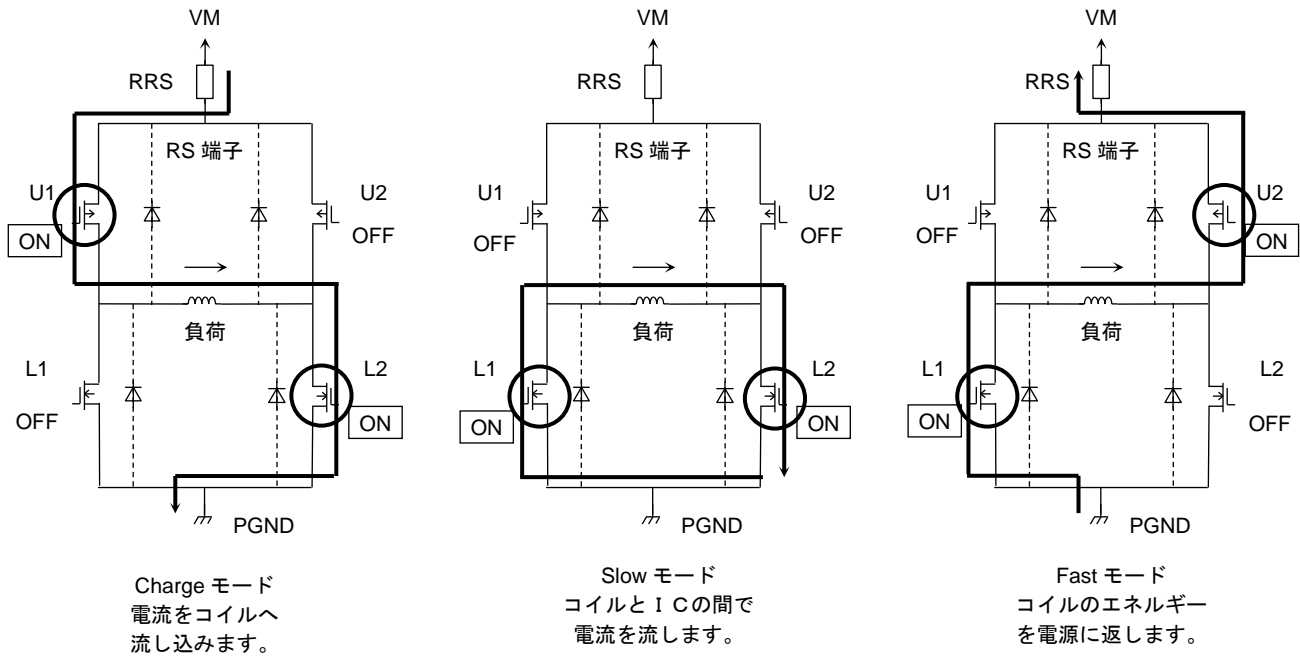 VM
RRS
RS 端子
U1
ON
U2
OFF
負荷
L1
OFF
L2
ON
PGND
Charge モード
電流をコイルへ
流し込みます。
VM
RRS
RS 端子
U1
OFF
U2
OFF
負荷
L1
ON
L2
ON
PGND
Slow モード
コイルとＩＣの間で
電流を流します。
VM
RRS
RS 端子
U1
OFF
U2
ON
負荷
L1
ON
L2
OFF
PGND
Fast モード
コイルのエネルギー
を電源に返します。